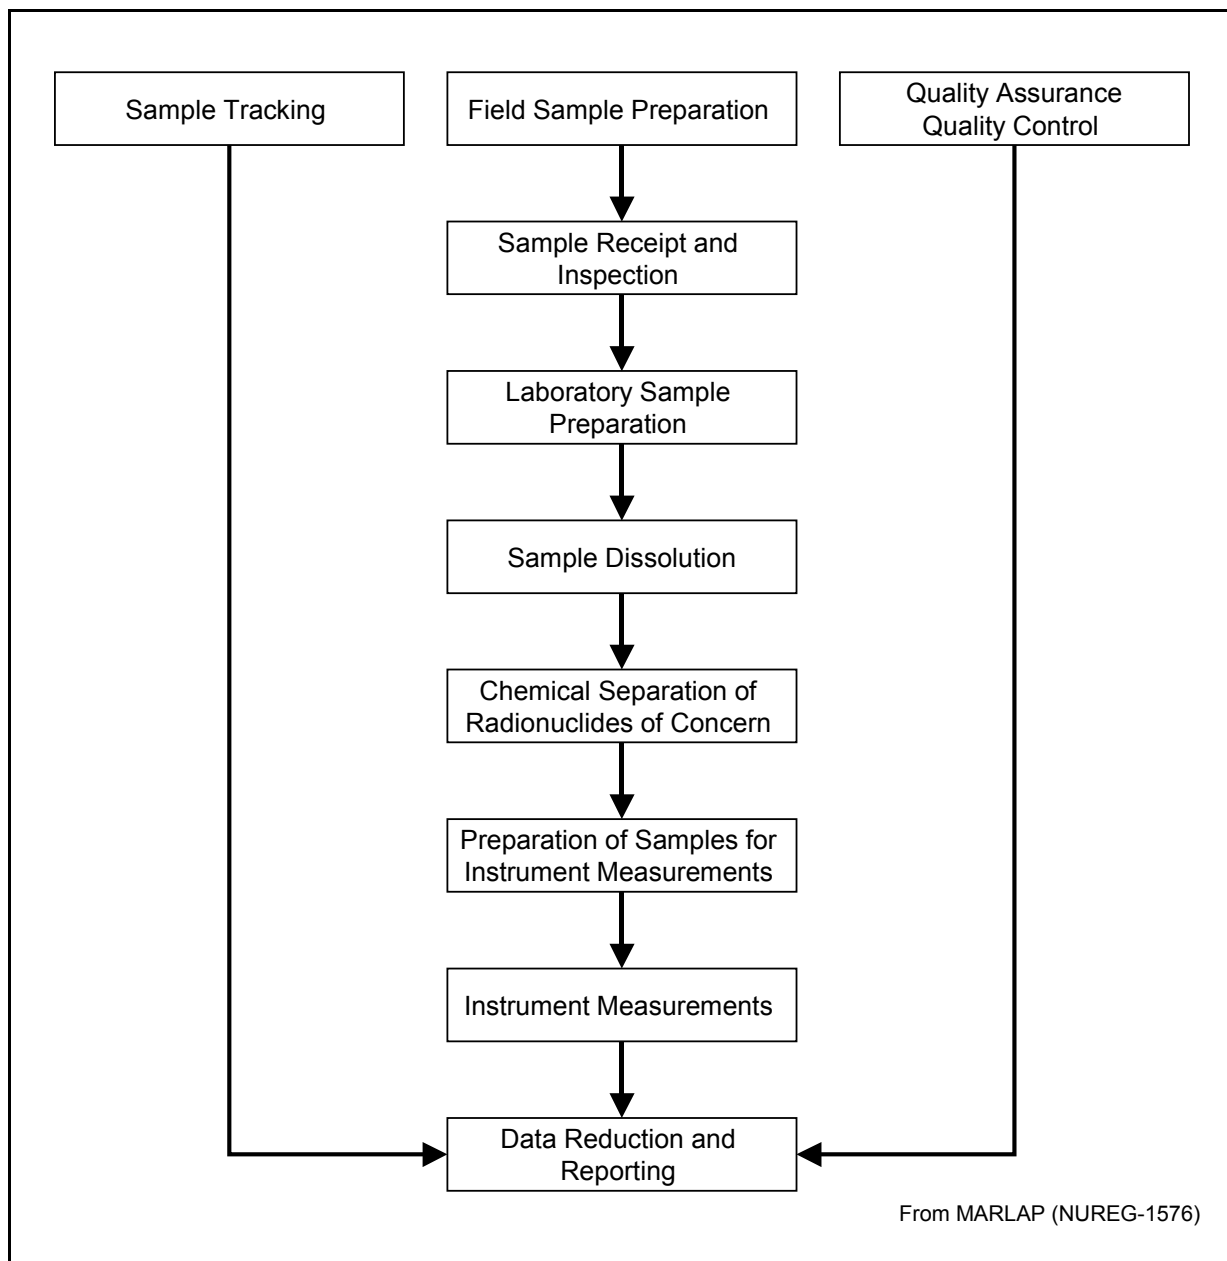 Sample Tracking
Field Sample Preparation
Quality Assurance
Quality Control
Sample Receipt and
Inspection
Laboratory Sample
Preparation
Sample Dissolution
Chemical Separation of
Radionuclides of Concern
Preparation of Samples for
Instrument Measurements
Instrument Measurements
Data Reduction and
Reporting
From MARLAP (NUREG-1576)